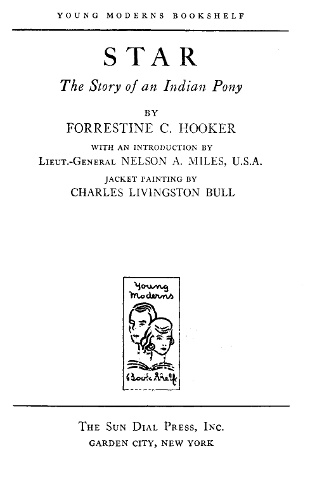 YOUNG MODERNS BOOKSHELF
STAR
The Story of an Indian Pony
BY
FORRESTINE C. HOOKER
WITH AN INTRODUCTION BY
LIEUT.-GENERAL NELSON A. MILES, U.S.A.
JACKET PAINTING BY
CHARLES LIVINGSTON BULL
Young
Moderns
BookShelf
THE SUN DIAL PRESS, INC.
GARDEN CITY, NEW YORK